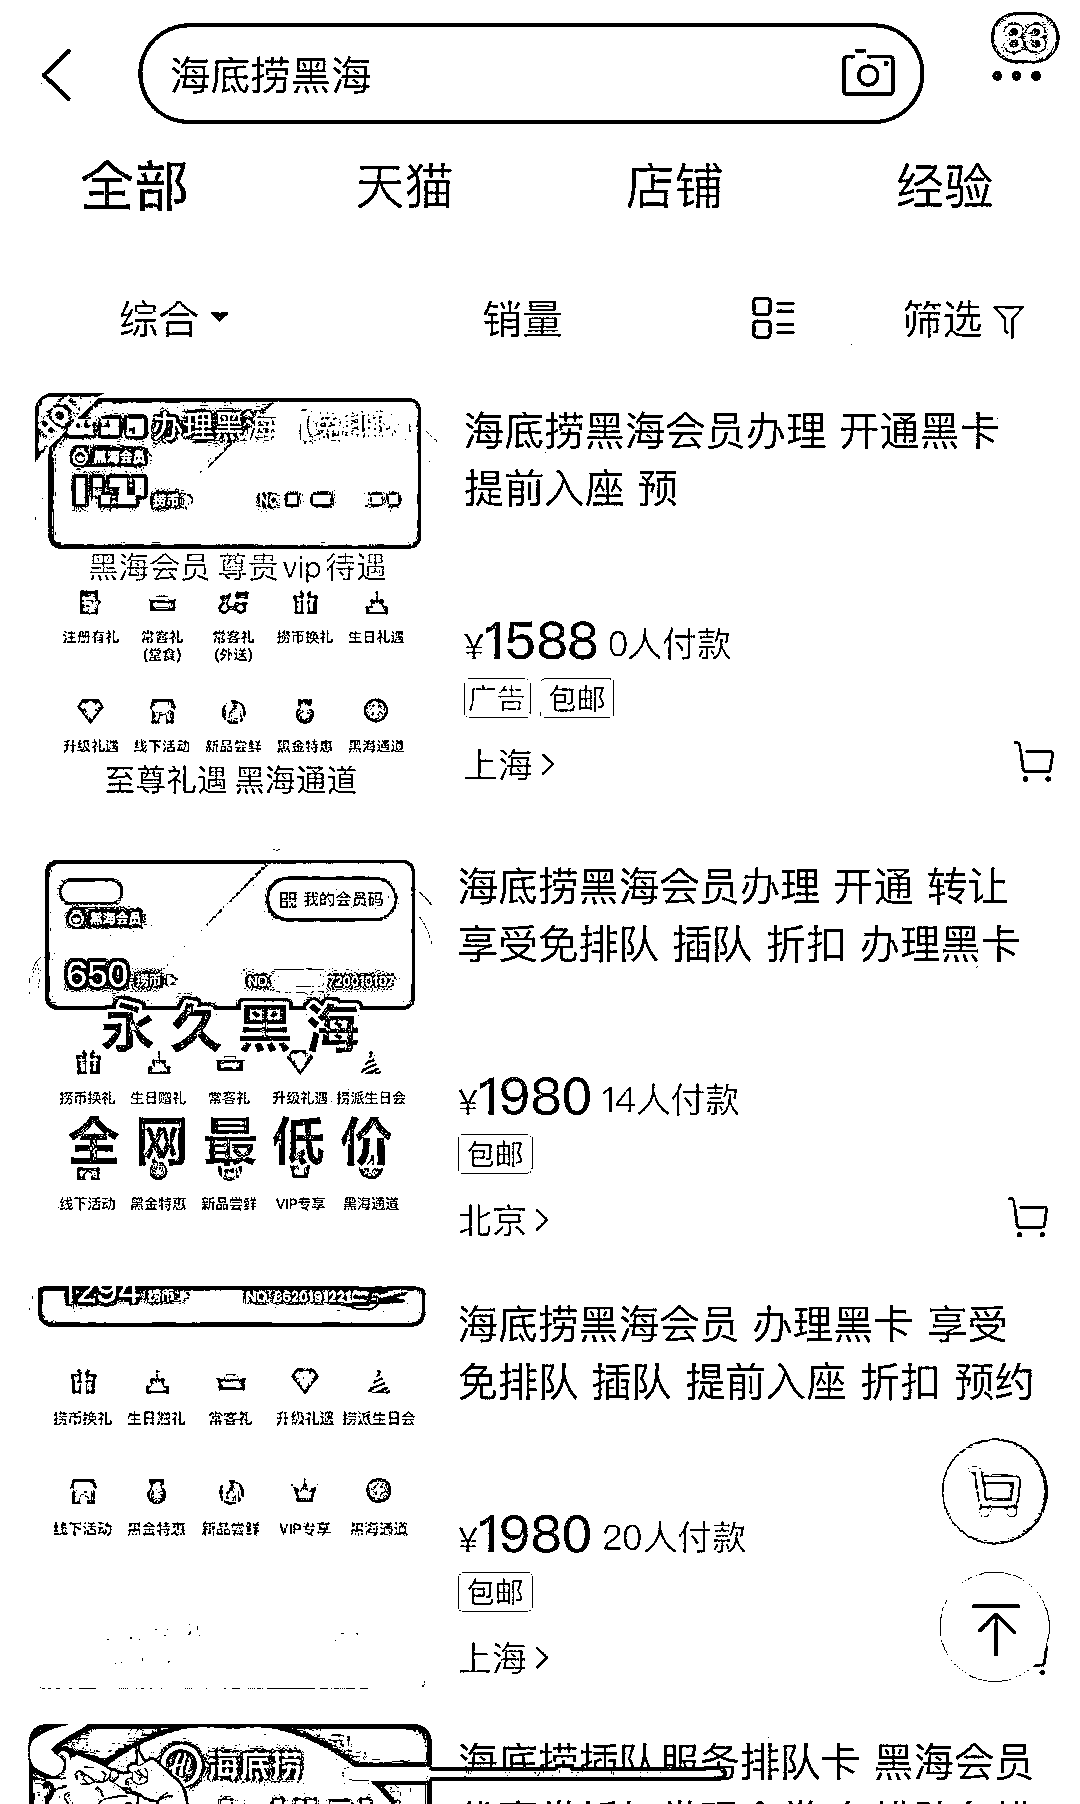 海底捞黑海
83
全部 天猫 店铺 经验
综合 销量 筛选
办理黑海
黑海会员
捞币
NO
黑海会员 尊贵vip待遇
注册有礼 常客礼 常客礼 捞币换礼 生日礼遇
(堂食) (外送)
升级礼遇 线下活动 新品尝鲜 黑金特惠 黑海通道
至尊礼遇 黑海通道
海底捞黑海会员办理 开通黑卡
提前入座 预
¥1588 0人付款
广告 包邮
上海
我的会员码
黑海会员
650 捞币
NO. 720010107
永久黑海
捞币换礼 生日赠礼 常客礼 升级礼遇 捞派生日会
全网最低价
线下活动 黑金特惠 新品尝鲜 VIP专享 黑海通道
海底捞黑海会员办理 开通 转让
享受免排队 插队 折扣 办理黑卡
¥1980 14人付款
包邮
北京
1294 捞币
NO.8620191221
捞币换礼 生日赠礼 常客礼 升级礼遇 捞派生日会
线下活动 黑金特惠 新品尝鲜 VIP专享 黑海通道
海底捞黑海会员 办理黑卡 享受
免排队 插队 提前入座 折扣 预约
¥1980 20人付款
包邮
上海
Hi 海底捞
海底捞插队服务排队卡 黑海会员